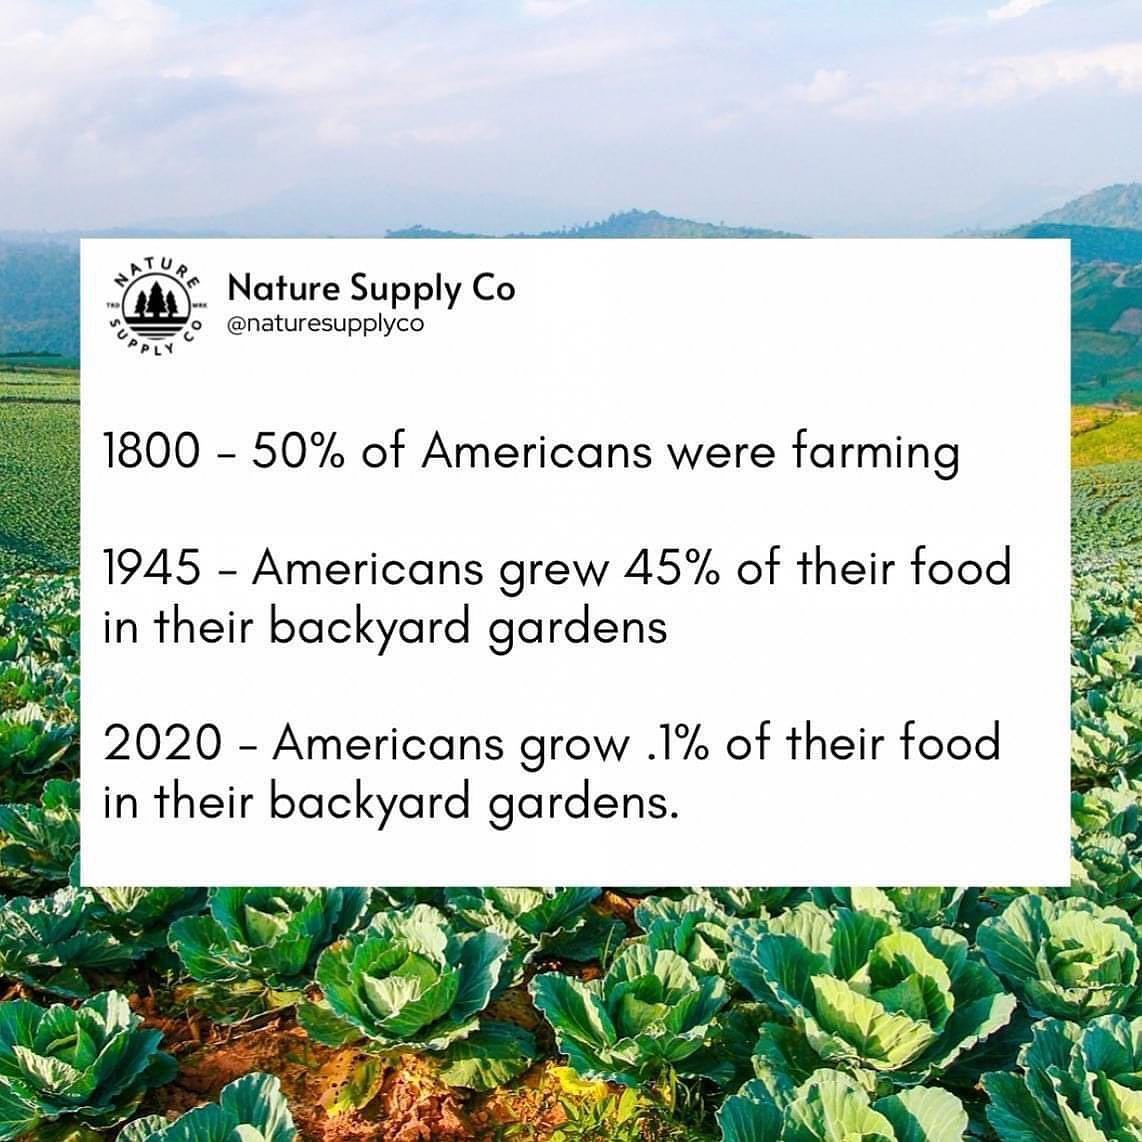 NATURE
TRD MRK
SUPPLY CO
Nature Supply Co
@naturesupplyco
1800 – 50% of Americans were farming
1945 – Americans grew 45% of their food
in their backyard gardens
2020 – Americans grow .1% of their food
in their backyard gardens.